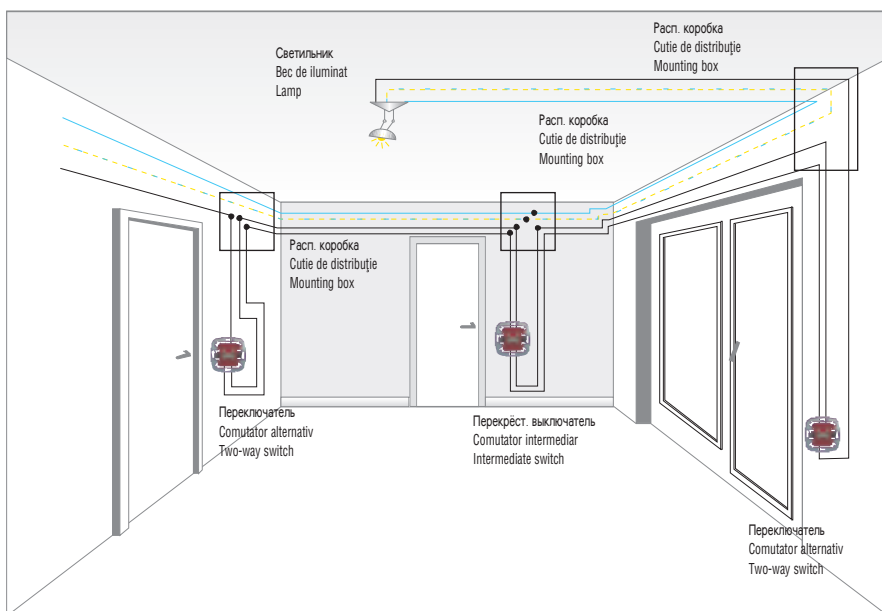 Расп. коробка
Cutie de distribuţie
Mounting box
Светильник
Bec de iluminat
Lamp
Расп. коробка
Cutie de distribuţie
Mounting box
Расп. коробка
Cutie de distribuţie
Mounting box
Переключатель
Comutator alternativ
Two-way switch
Перекрёст. выключатель
Comutator intermediar
Intermediate switch
Переключатель
Comutator alternativ
Two-way switch